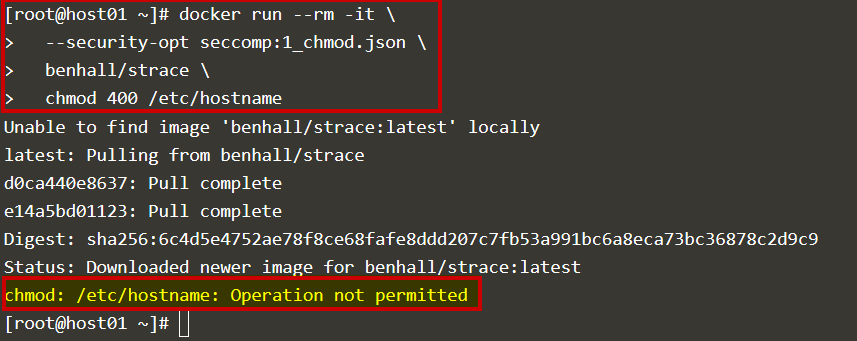 [root@host01 ~]# docker run --rm -it \
>   --security-opt seccomp:1_chmod.json \
>   benhall/strace \
>   chmod 400 /etc/hostname
Unable to find image 'benhall/strace:latest' locally
latest: Pulling from benhall/strace
d0ca440e8637: Pull complete
e14a5bd01123: Pull complete
Digest: sha256:6c4d5e4752ae78f8ce68fafe8ddd207c7fb53a991bc6a8eca73bc36878c2d9c9
Status: Downloaded newer image for benhall/strace:latest
chmod: /etc/hostname: Operation not permitted
[root@host01 ~]#